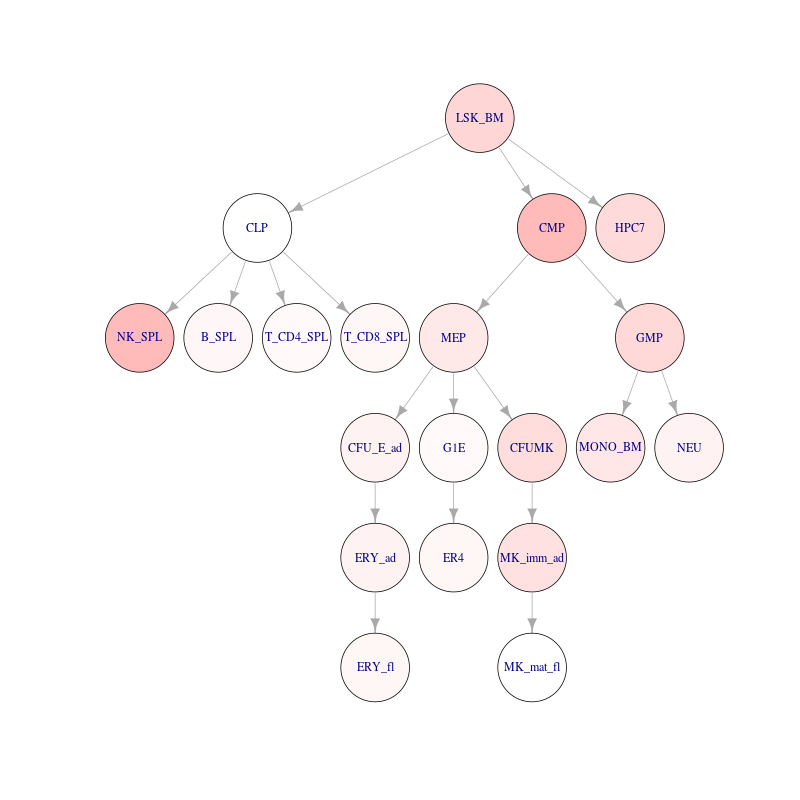 LSK_BM
CLP
CMP
HPC7
NK_SPL
B_SPL
T_CD4_SPL
T_CD8_SPL
MEP
GMP
CFU_E_ad
G1E
CFUMK
MONO_BM
NEU
ERY_ad
ER4
MK_imm_ad
ERY_fl
MK_mat_fl